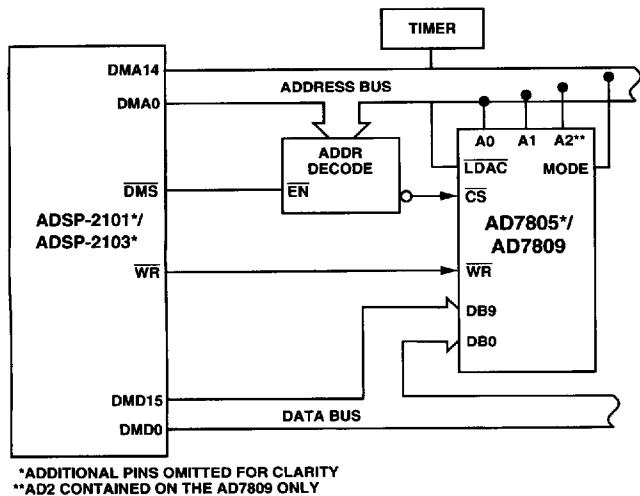 TIMER
DMA14
ADDRESS BUS
DMA0
A0 A1 A2**
ADDR
DECODE
LDAC MODE
DMS
EN
CS
ADSP-2101*/
ADSP-2103*
AD7805*/
AD7809
WR
WR
DB9
DB0
DMD15
DATA BUS
DMD0
*ADDITIONAL PINS OMITTED FOR CLARITY
**AD2 CONTAINED ON THE AD7809 ONLY